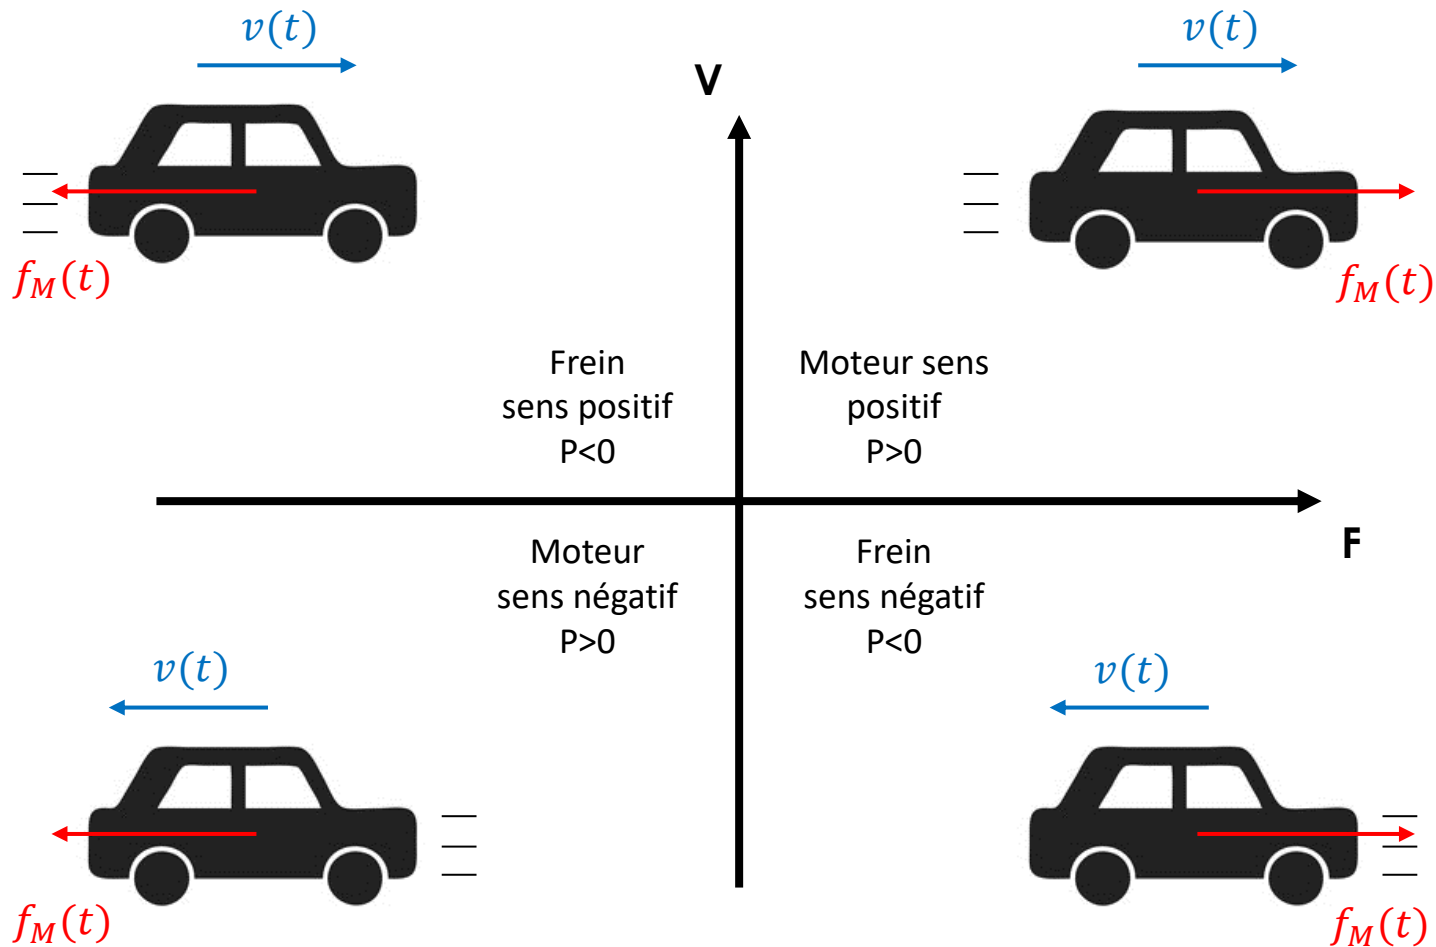 v(t)
v(t)
V
f_M(t)
f_M(t)
Frein
sens positif
P<0
Moteur sens
positif
P>0
F
Moteur
sens négatif
P>0
Frein
sens négatif
P<0
v(t)
v(t)
f_M(t)
f_M(t)